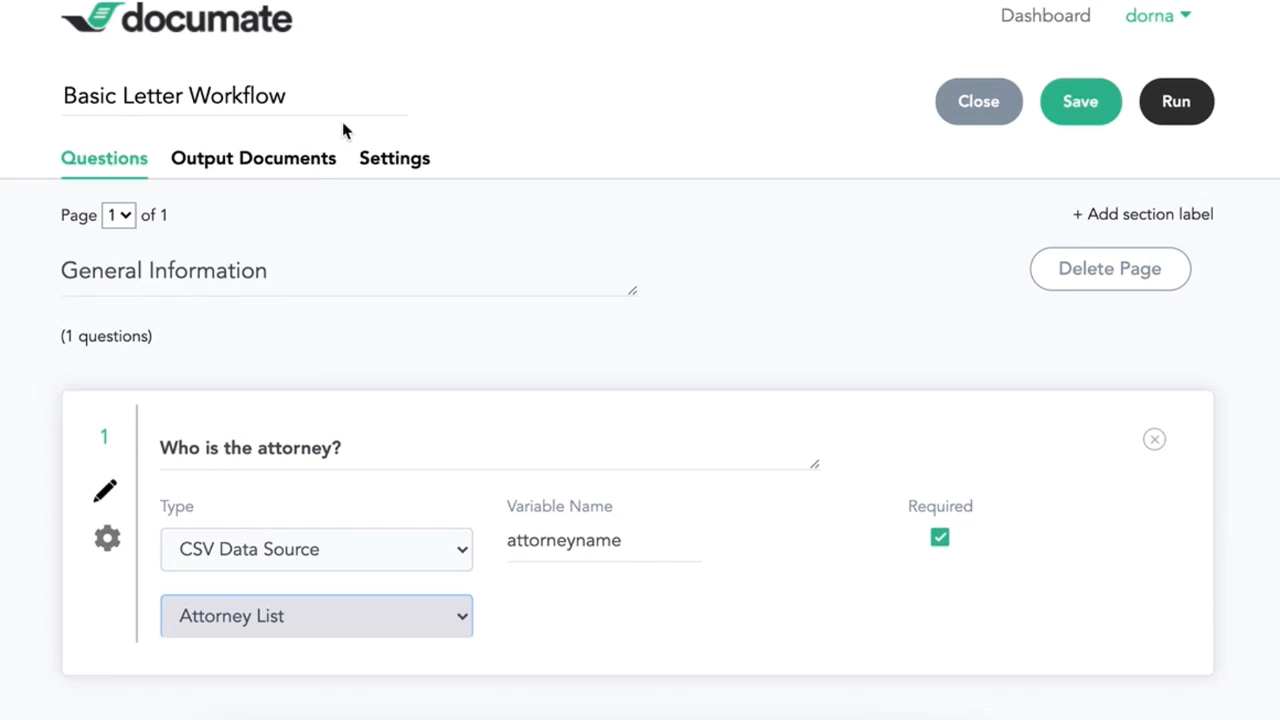 documate
Dashboard dorna
Basic Letter Workflow
Close Save Run
Questions Output Documents Settings
Page 1 of 1
+ Add section label
General Information
Delete Page
(1 questions)
1
Who is the attorney?
Type Variable Name Required
CSV Data Source attorneyname
Attorney List